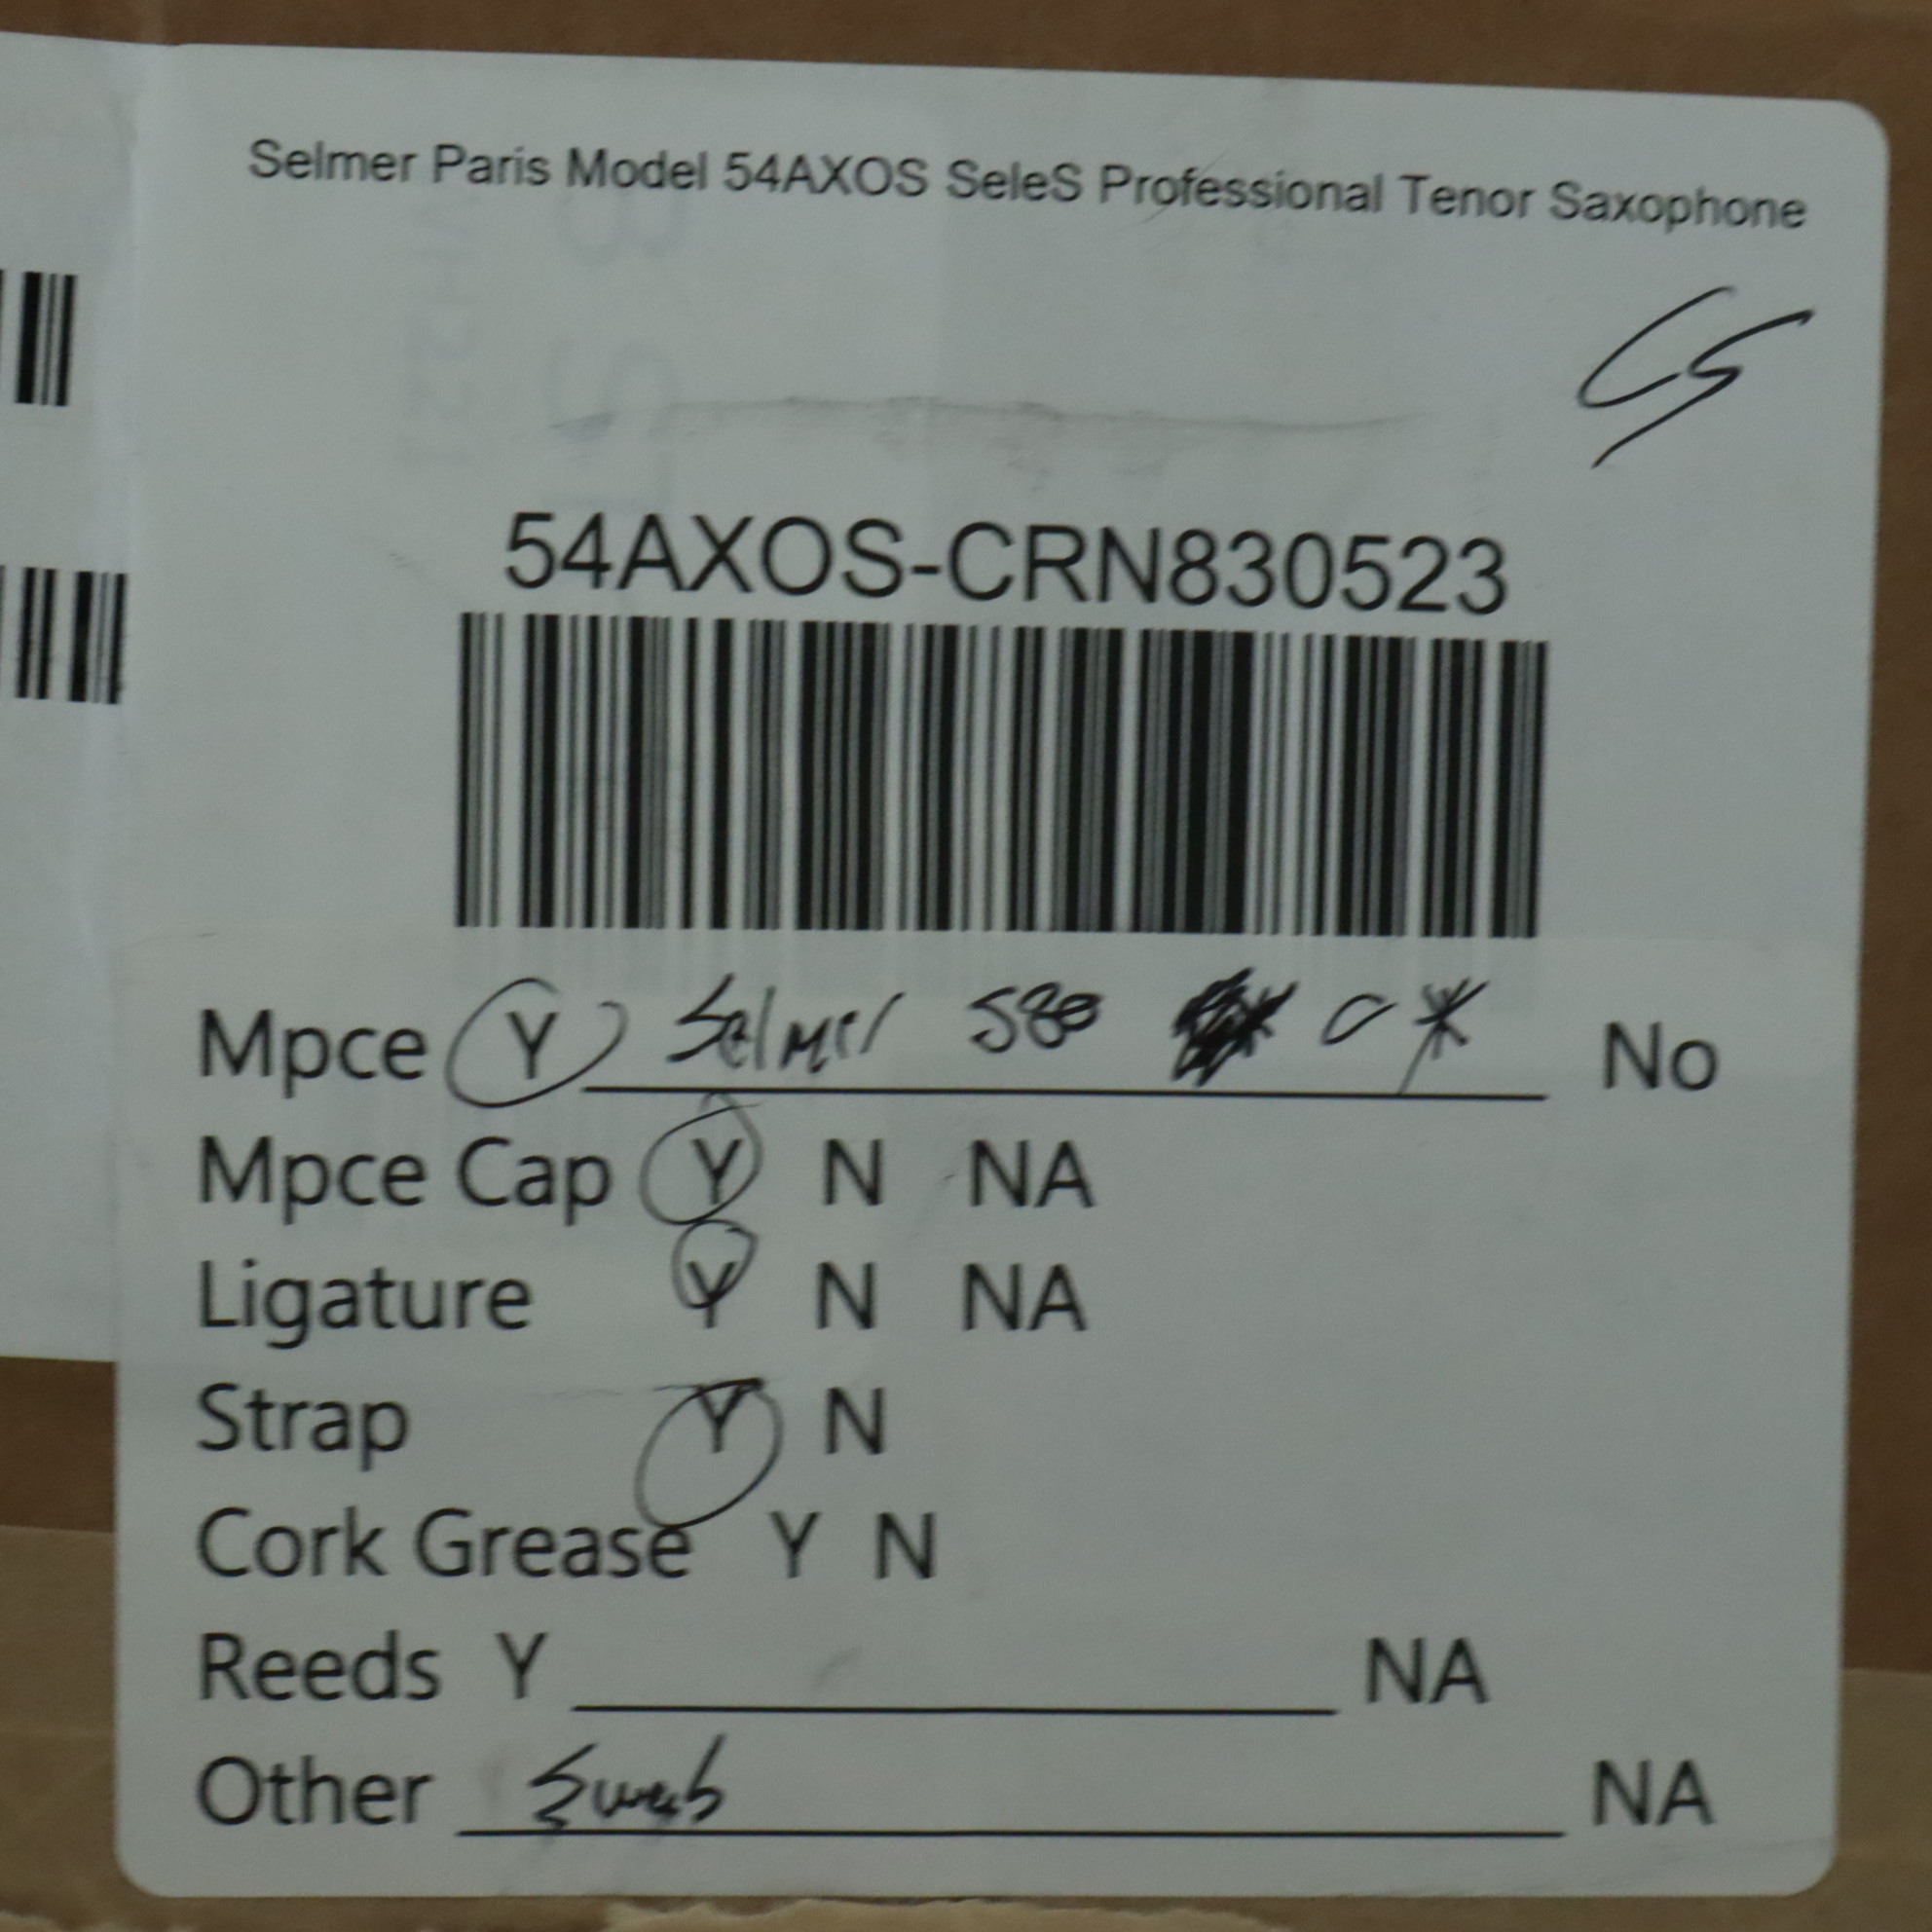 Selmer Paris Model 54AXOS SeleS Professional Tenor Saxophone
CS
54AXOS-CRN830523
Mpce Y Selmer S80 C* No
Mpce Cap Y N NA
Ligature Y N NA
Strap Y N
Cork Grease Y N
Reeds Y NA
Other Swab NA